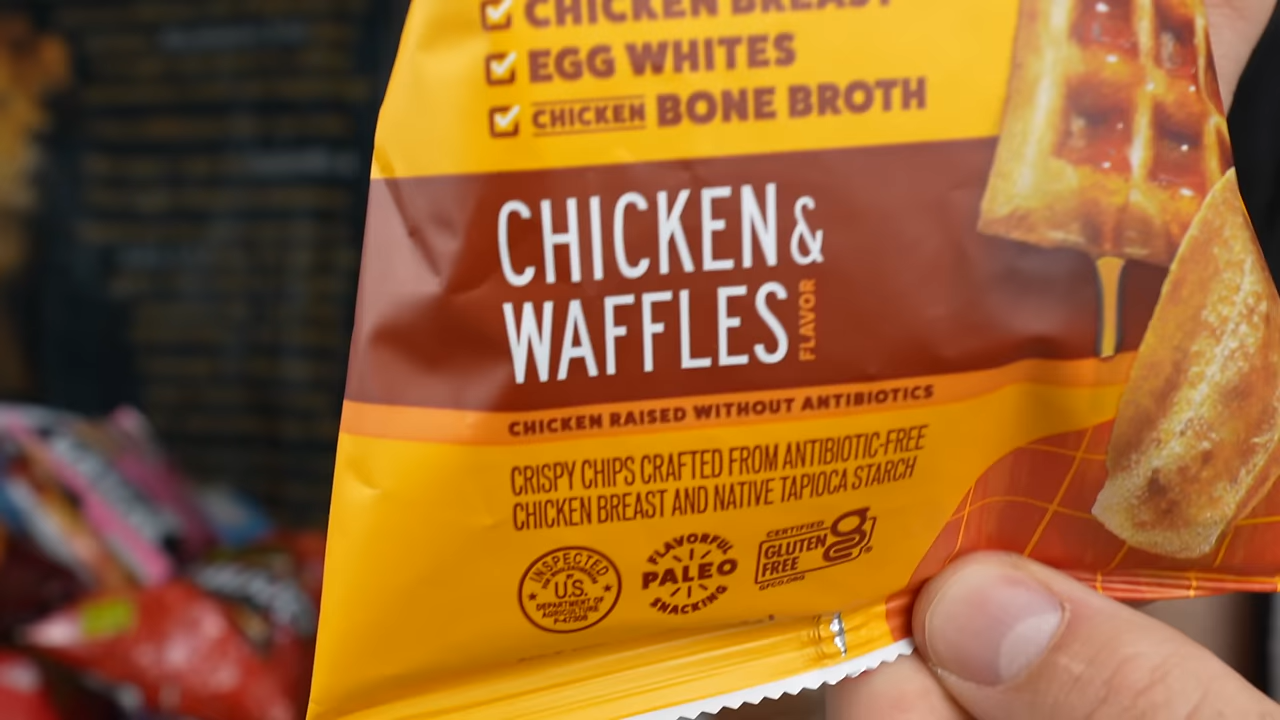 CHICKEN BREAST
EGG WHITES
CHICKEN BONE BROTH
CHICKEN &
WAFFLES
FLAVOR
CHICKEN RAISED WITHOUT ANTIBIOTICS
CRISPY CHIPS CRAFTED FROM ANTIBIOTIC-FREE
CHICKEN BREAST AND NATIVE TAPIOCA STARCH
INSPECTED
U.S.
DEPARTMENT OF
AGRICULTURE
P-47308
FLAVORFUL
PALEO
SNACKING
CERTIFIED
GLUTEN
FREE
GFCO.ORG